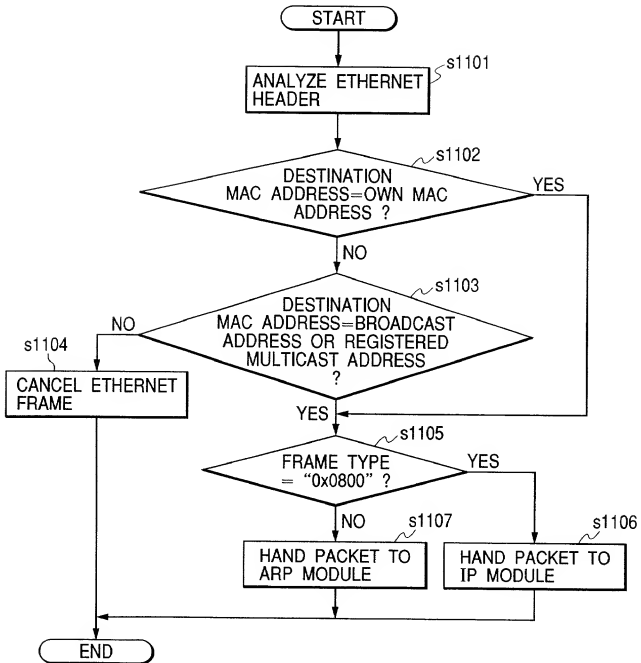 START
s1101
ANALYZE ETHERNET
HEADER
s1102
DESTINATION
MAC ADDRESS=OWN MAC
ADDRESS ?
YES
NO
s1103
DESTINATION
MAC ADDRESS=BROADCAST
ADDRESS OR REGISTERED
MULTICAST ADDRESS
?
NO
s1104
CANCEL ETHERNET
FRAME
YES
s1105
FRAME TYPE
= "0x0800" ?
YES
NO
s1107
HAND PACKET TO
ARP MODULE
s1106
HAND PACKET TO
IP MODULE
END